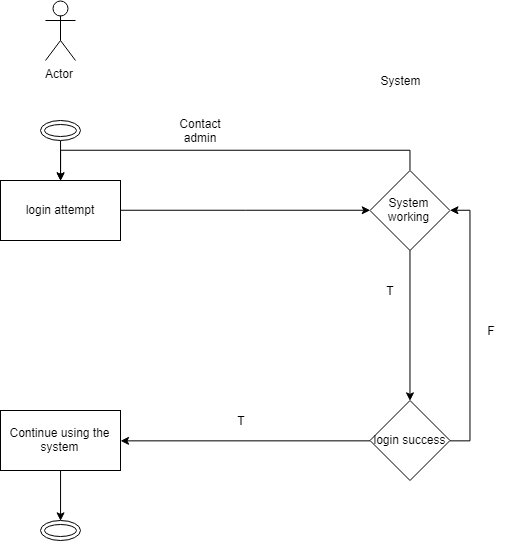 Actor
System
Contact
admin
login attempt
System
working
T
F
T
login success
Continue using the
system